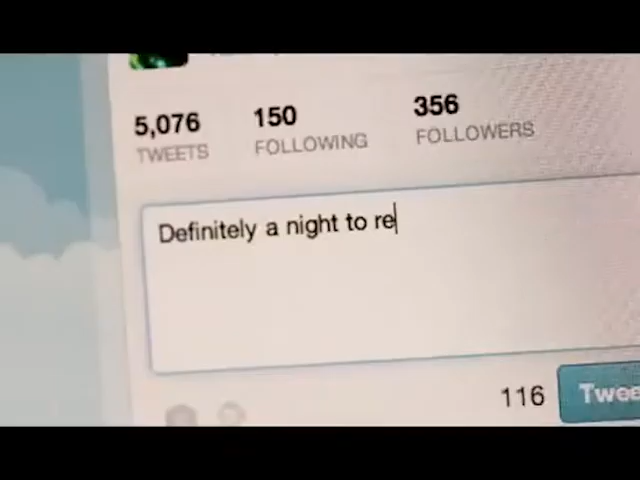 5,076 150 356
TWEETS FOLLOWING FOLLOWERS
Definitely a night to re
116 Twee